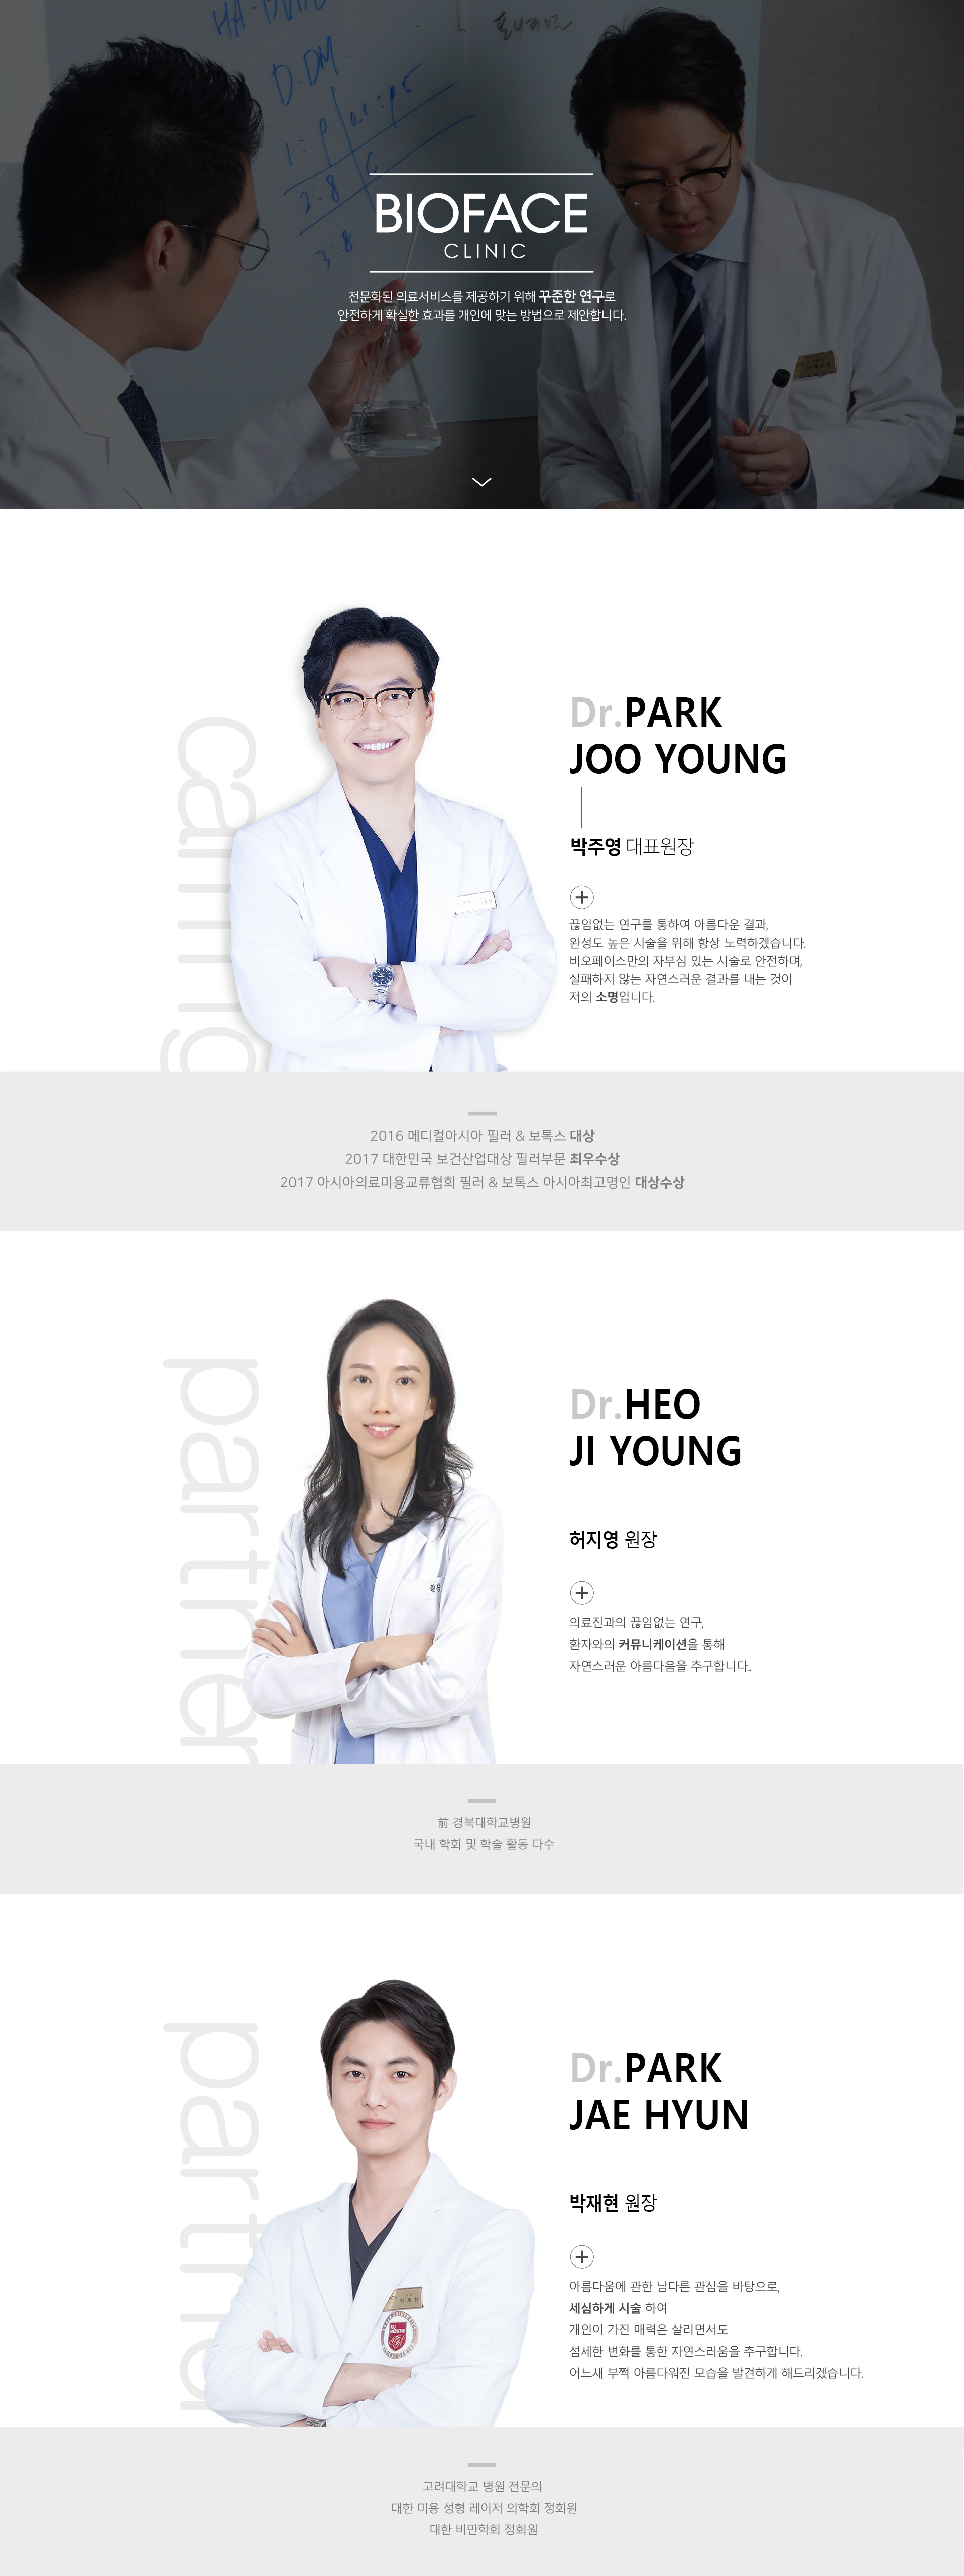 HA-
D.DM
BIOFACE
CLINIC
전문화된 의료서비스를 제공하기 위해 꾸준한 연구로
안전하게 확실한 효과를 개인에 맞는 방법으로 제안합니다.
caming
Dr.PARK
JOO YOUNG
박주영 대표원장
끊임없는 연구를 통하여 아름다운 결과,
완성도 높은 시술을 위해 항상 노력하겠습니다.
비오페이스만의 자부심 있는 시술로 안전하며,
실패하지 않는 자연스러운 결과를 내는 것이
저의 소명입니다.
2016 메디컬아시아 필러 & 보톡스 대상
2017 대한민국 보건산업대상 필러부문 최우수상
2017 아시아의료미용교류협회 필러 & 보톡스 아시아최고명인 대상수상
partner
Dr.HEO
JI YOUNG
허지영 원장
의료진과의 끊임없는 연구,
환자와의 커뮤니케이션을 통해
자연스러운 아름다움을 추구합니다..
前 경북대학교병원
국내 학회 및 학술 활동 다수
partne
Dr.PARK
JAE HYUN
박재현 원장
아름다움에 관한 남다른 관심을 바탕으로,
세심하게 시술 하여
개인이 가진 매력은 살리면서도
섬세한 변화를 통한 자연스러움을 추구합니다.
어느새 부쩍 아름다워진 모습을 발견하게 해드리겠습니다.
고려대학교 병원 전문의
대한 미용 성형 레이저 의학회 정회원
대한 비만학회 정회원